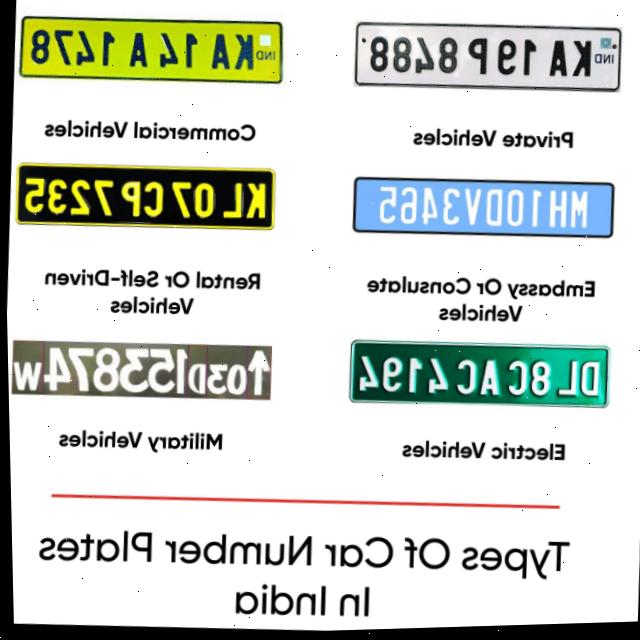 IND KA 19 P 8488
Private Vehicles
IND KA 14 A 1478
Commercial Vehicles
MH10DV3465
Embassy Or Consulate
Vehicles
KL 07 CP 7235
Rental Or Self-Driven
Vehicles
DL 8C AC 4194
Electric Vehicles
↑03D153874W
Military Vehicles
Types Of Car Number Plates
In India